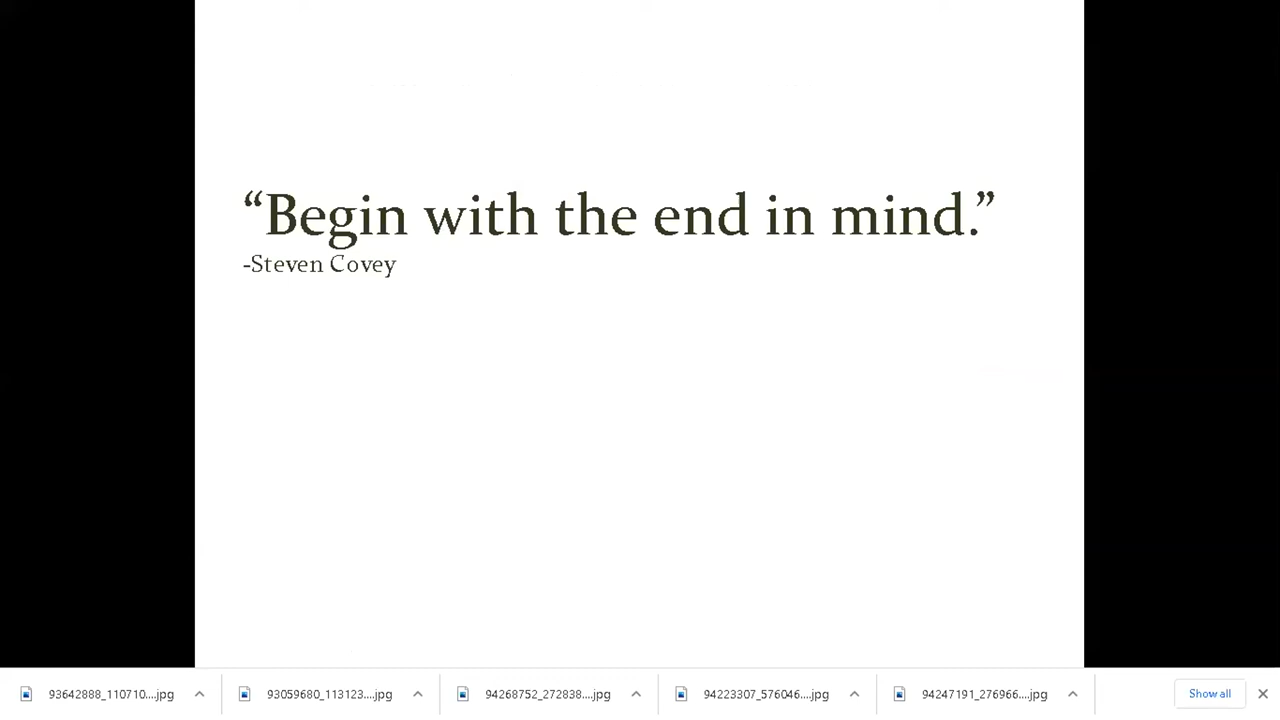 “Begin with the end in mind.”
-Steven Covey
93642888_110710....jpg
93059680_113123....jpg
94268752_272838....jpg
94223307_576046....jpg
94247191_276966....jpg
Show all